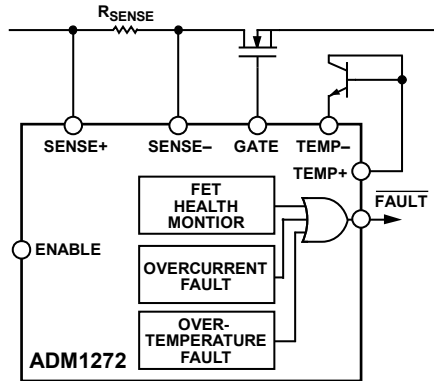 RSENSE
SENSE+
SENSE–
GATE
TEMP–
TEMP+
FAULT
FET
HEALTH
MONTIOR
ENABLE
OVERCURRENT
FAULT
OVER-
TEMPERATURE
FAULT
ADM1272